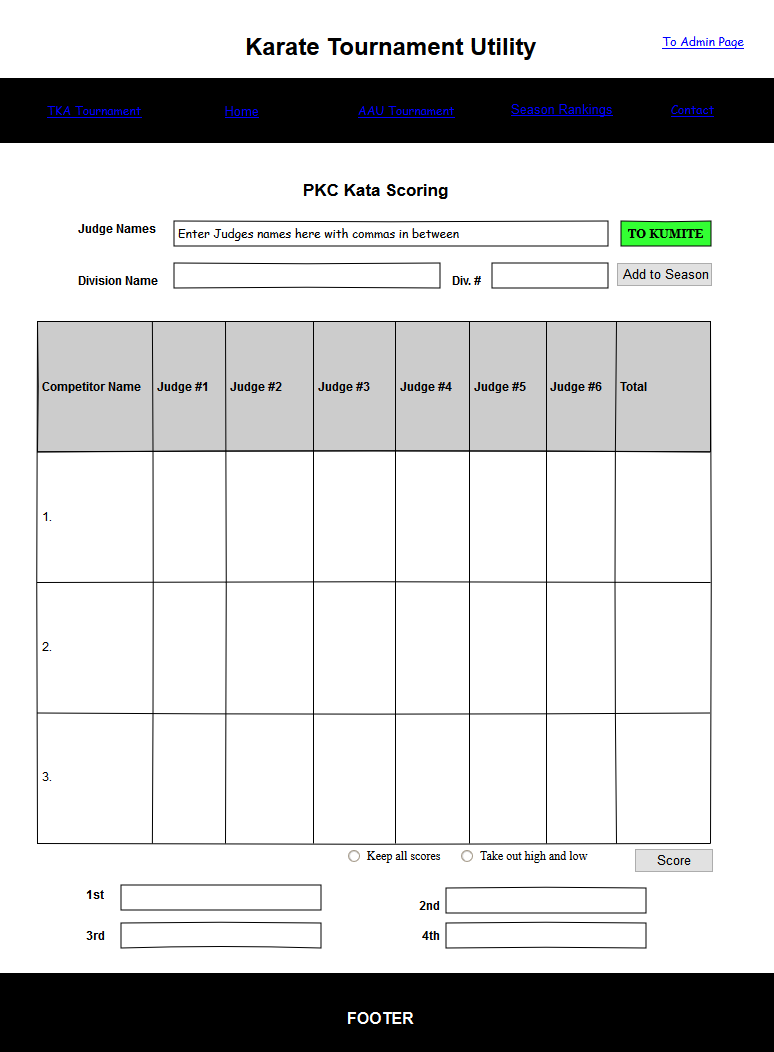 Karate Tournament Utility
To Admin Page
TKA Tournament Home AAU Tournament Season Rankings Contact
PKC Kata Scoring
Judge Names Enter Judges names here with commas in between TO KUMITE
Division Name Div. # Add to Season
Competitor Name Judge #1 Judge #2 Judge #3 Judge #4 Judge #5 Judge #6 Total
1.
2.
3.
Keep all scores Take out high and low Score
1st 2nd
3rd 4th
FOOTER